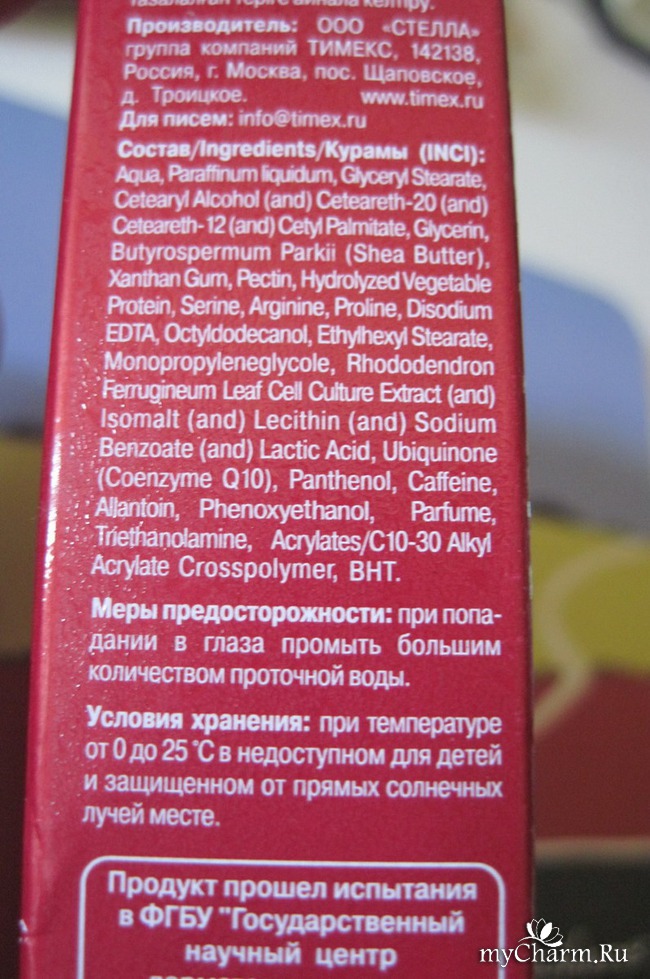 тазалалған теріге айнала келтіру.
Производитель: ООО «СТЕЛЛА»
группа компаний ТИМЕКС, 142138,
Россия, г. Москва, пос. Щаповское,
д. Троицкое. www.timex.ru
Для писем: info@timex.ru
Состав/Ingredients/Курамы (INCI):
Aqua, Paraffinum liquidum, Glyceryl Stearate,
Cetearyl Alcohol (and) Ceteareth-20 (and)
Ceteareth-12 (and) Cetyl Palmitate, Glycerin,
Butyrospermum Parkii (Shea Butter),
Xanthan Gum, Pectin, Hydrolyzed Vegetable
Protein, Serine, Arginine, Proline, Disodium
EDTA, Octyldodecanol, Ethylhexyl Stearate,
Monopropyleneglycole, Rhododendron
Ferrugineum Leaf Cell Culture Extract (and)
Isomalt (and) Lecithin (and) Sodium
Benzoate (and) Lactic Acid, Ubiquinone
(Coenzyme Q10), Panthenol, Caffeine,
Allantoin, Phenoxyethanol, Parfume,
Triethanolamine, Acrylates/C10-30 Alkyl
Acrylate Crosspolymer, BHT.
Меры предосторожности: при попа-
дании в глаза промыть большим
количеством проточной воды.
Условия хранения: при температуре
от 0 до 25 °С в недоступном для детей
и защищенном от прямых солнечных
лучей месте.
Продукт прошел испытания
в ФГБУ "Государственный
научный центр
myCharm.Ru